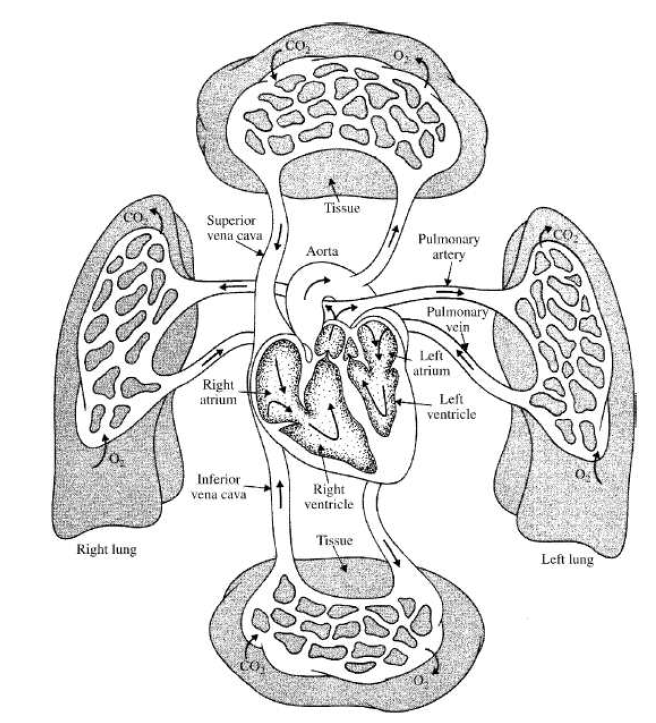 CO₂
O₂
Tissue
Superior
vena cava
CO₂
Aorta
Pulmonary
artery
CO₂
Pulmonary
vein
Left
atrium
Right
atrium
Left
ventricle
O₂
Inferior
vena cava
Right
ventricle
O₂
Right lung
Tissue
Left lung
CO₂
O₂